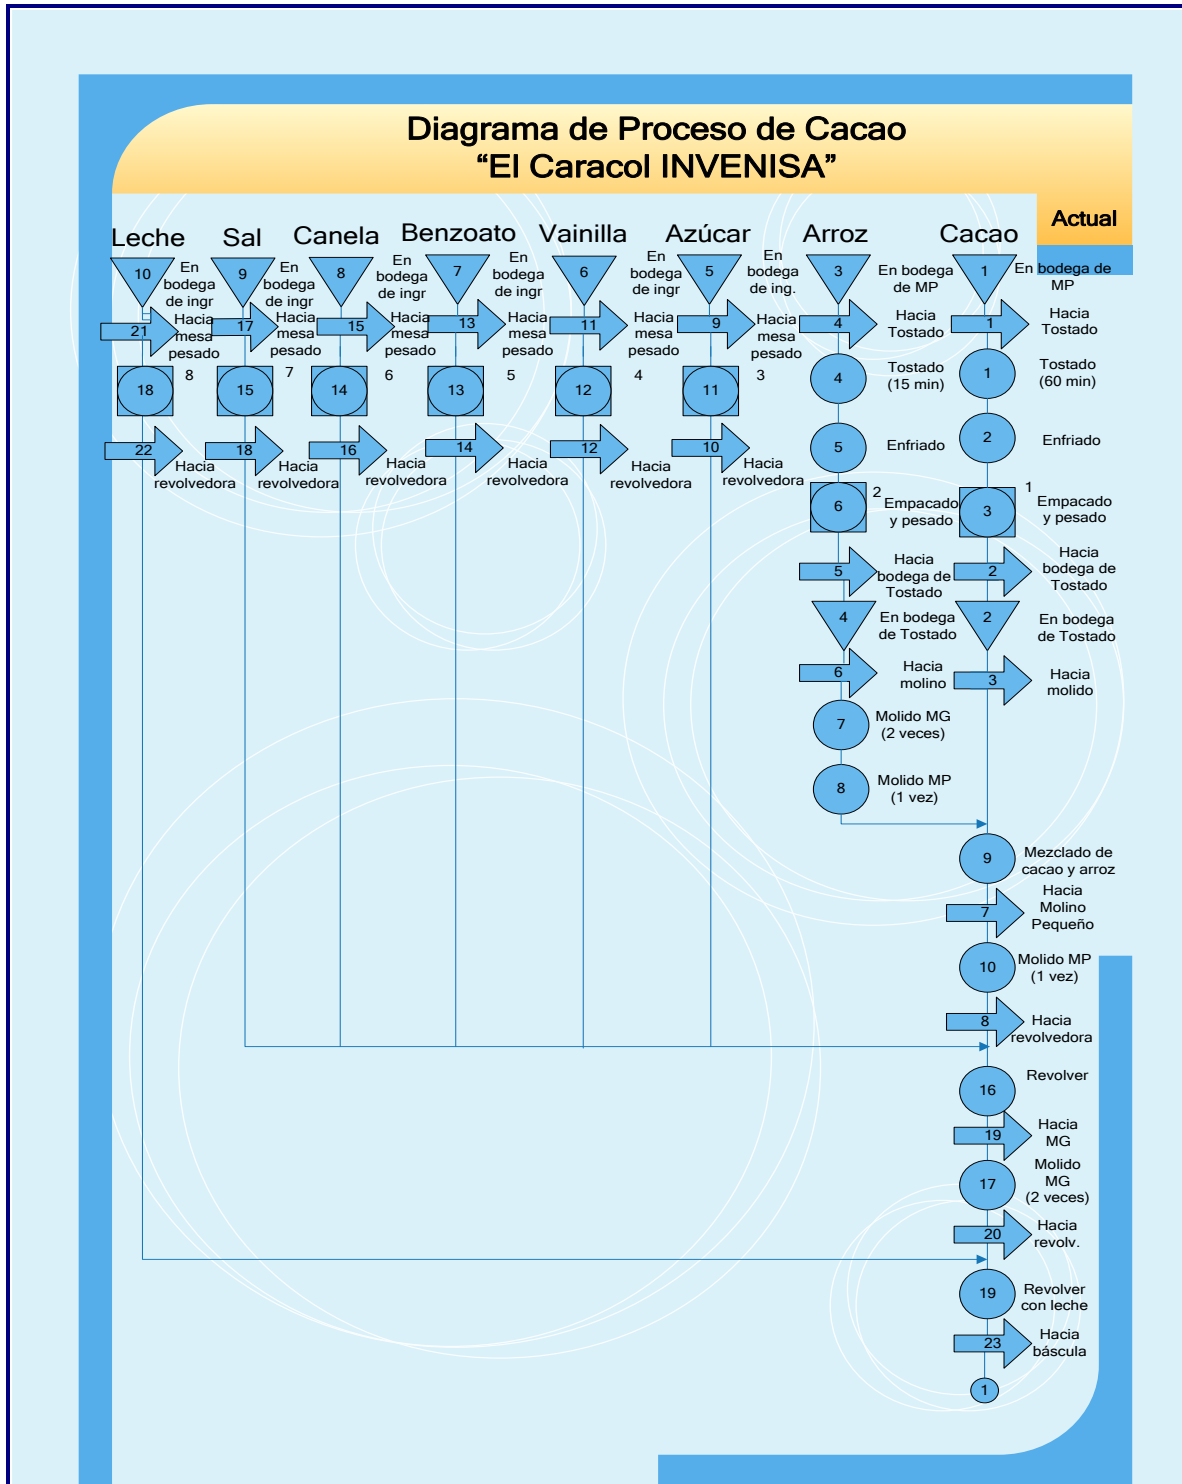 Diagrama de Proceso de Cacao
“El Caracol INVENISA”
Actual
Leche
Sal
Canela
Benzoato
Vainilla
Azúcar
Arroz
Cacao
10
En
bodega
de ingr
9
En
bodega
de ingr
8
En
bodega
de ingr
7
En
bodega
de ingr
6
En
bodega
de ingr
5
En
bodega
de ing.
3
En bodega
de MP
1
En bodega de
MP
21
Hacia
mesa
pesado
17
Hacia
mesa
pesado
15
Hacia
mesa
pesado
13
Hacia
mesa
pesado
11
Hacia
mesa
pesado
9
Hacia
mesa
pesado
4
Hacia
Tostado
1
Hacia
Tostado
18
8
15
7
14
6
13
5
12
4
11
3
4
Tostado
(15 min)
1
Tostado
(60 min)
22
Hacia
revolvedora
18
Hacia
revolvedora
16
Hacia
revolvedora
14
Hacia
revolvedora
12
Hacia
revolvedora
10
Hacia
revolvedora
5
Enfriado
2
Enfriado
6
2
Empacado
y pesado
3
1
Empacado
y pesado
5
Hacia
bodega de
Tostado
2
Hacia
bodega de
Tostado
4
En bodega
de Tostado
2
En bodega
de Tostado
6
Hacia
molino
3
Hacia
molido
7
Molido MG
(2 veces)
8
Molido MP
(1 vez)
9
Mezclado de
cacao y arroz
7
Hacia
Molino
Pequeño
10
Molido MP
(1 vez)
8
Hacia
revolvedora
16
Revolver
19
Hacia
MG
17
Molido
MG
(2 veces)
20
Hacia
revolv.
19
Revolver
con leche
23
Hacia
báscula
1